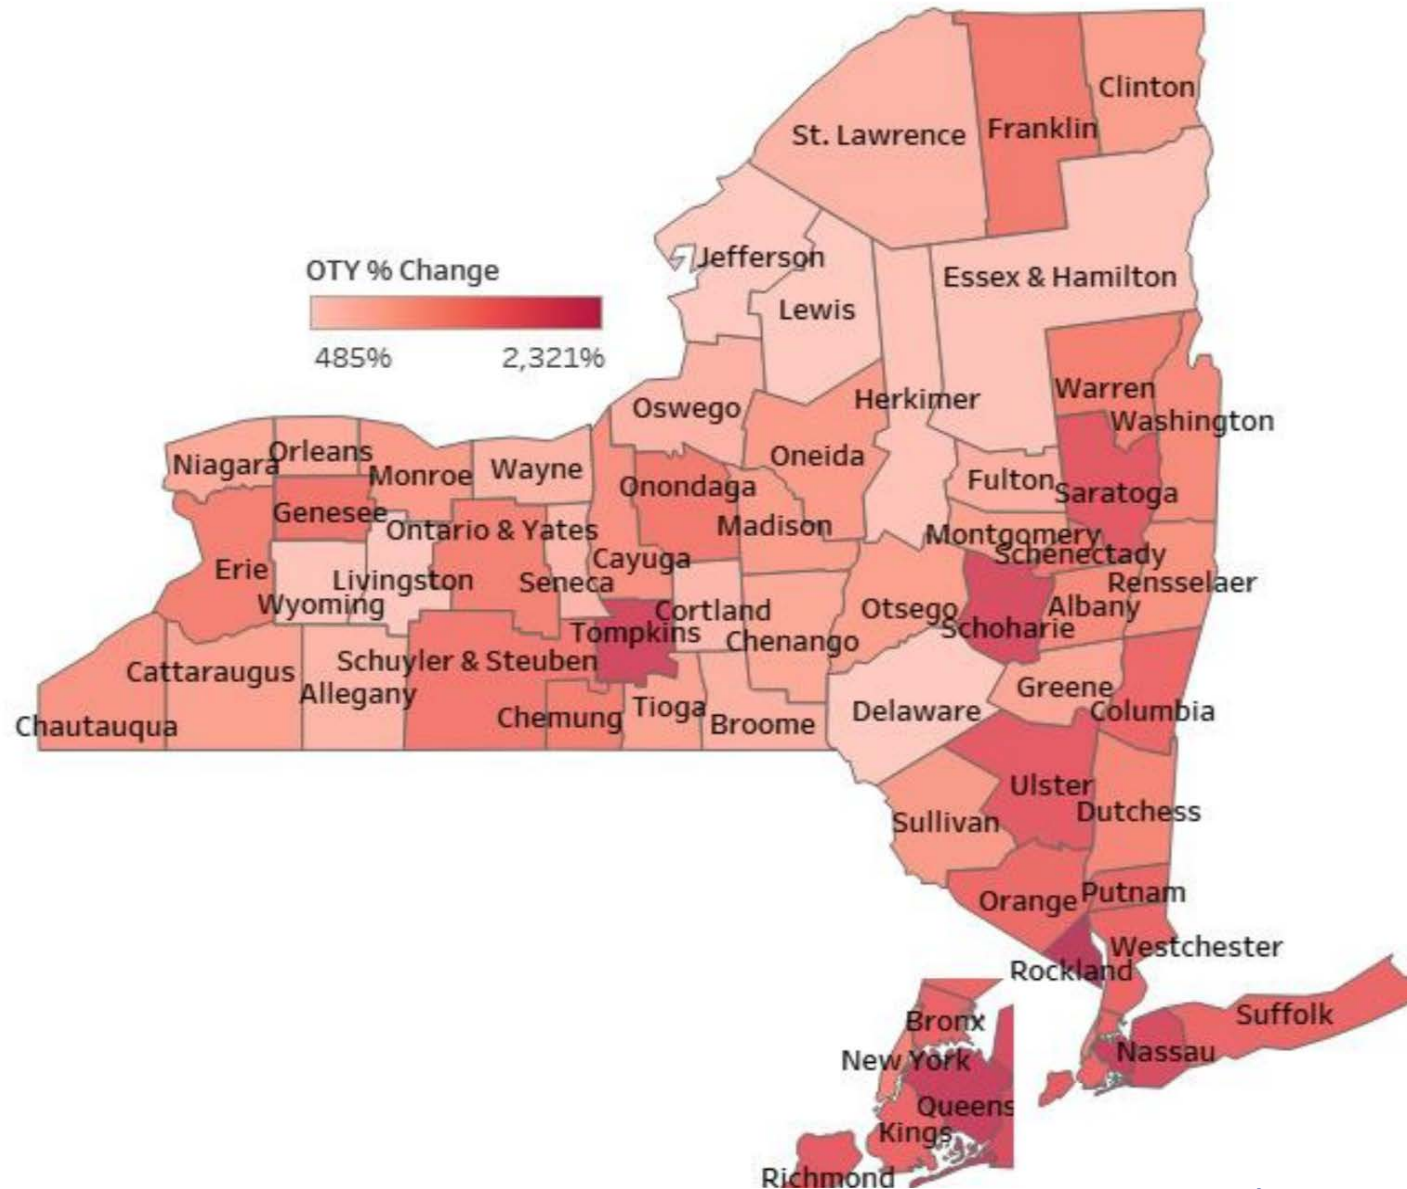 Clinton
St. Lawrence
Franklin
Jefferson
OTY % Change
Essex & Hamilton
Lewis
485%
2,321%
Warren
Herkimer
Oswego
Washington
Orleans
Niagara
Monroe
Wayne
Oneida
Fulton
Onondaga
Saratoga
Genesee
Madison
Ontario & Yates
Montgomery
Schenectady
Cayuga
Erie
Livingston
Seneca
Rensselaer
Wyoming
Cortland
Otsego
Albany
Tompkins
Schoharie
Chenango
Schuyler & Steuben
Cattaraugus
Allegany
Greene
Tioga
Delaware
Columbia
Chemung
Broome
Chautauqua
Ulster
Dutchess
Sullivan
Putnam
Orange
Westchester
Rockland
Suffolk
Bronx
Nassau
New York
Queens
Kings
Richmond